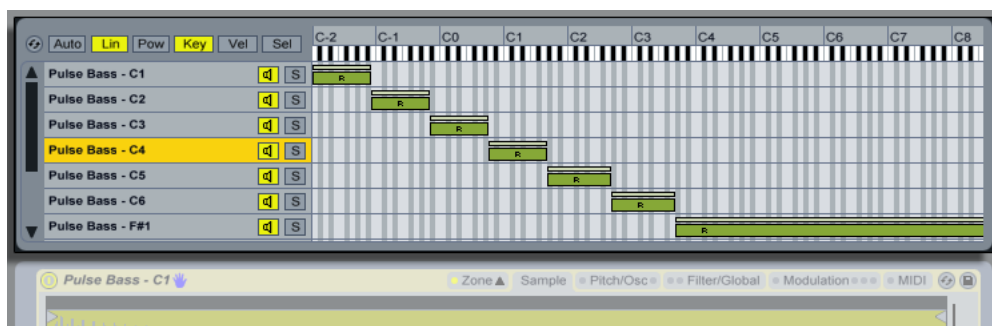 Auto Lin Pow Key Vel Sel C-2 C-1 C0 C1 C2 C3 C4 C5 C6 C7 C8
Pulse Bass - C1 S R
Pulse Bass - C2 S R
Pulse Bass - C3 S R
Pulse Bass - C4 S R
Pulse Bass - C5 S R
Pulse Bass - C6 S R
Pulse Bass - F#1 S R
Pulse Bass - C1 Zone Sample Pitch/Osc Filter/Global Modulation MIDI